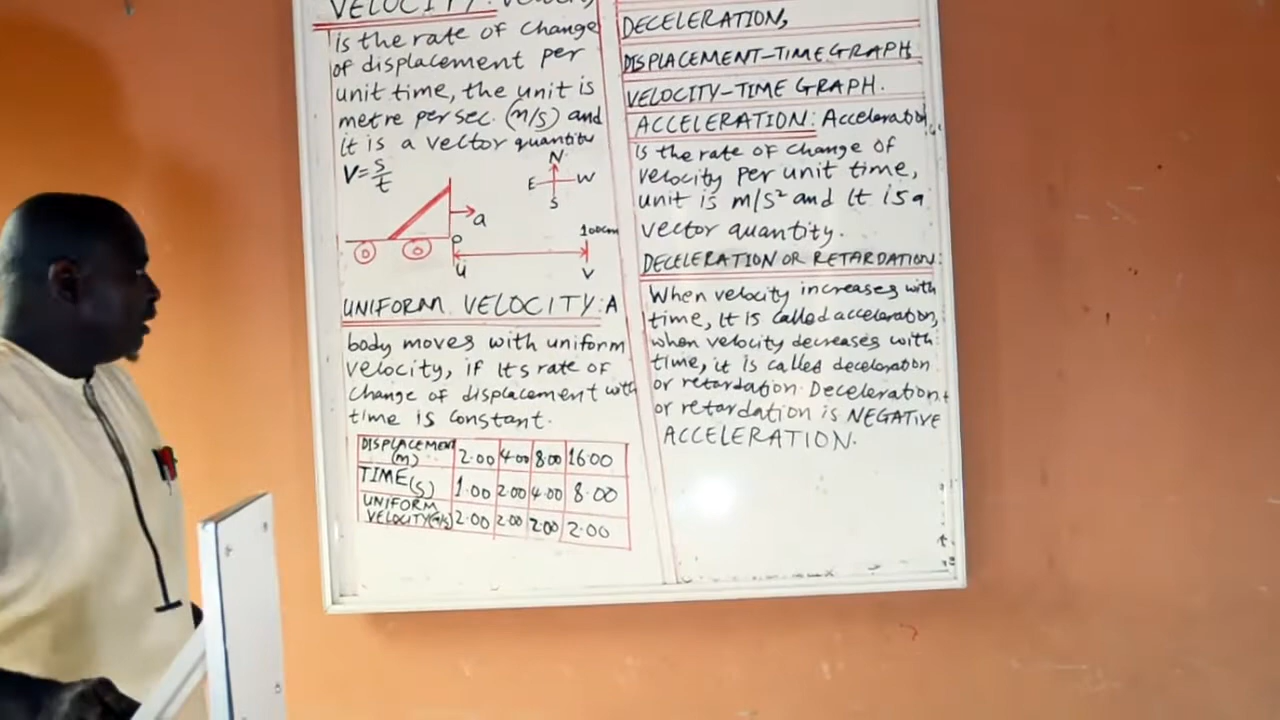 VELOCITY: Velocity
is the rate of change
of displacement per
unit time, the unit is
metre per sec. (m/s) and
it is a vector quantity
V=s/t
N
E W
S
a
o
100cm
u v
UNIFORM VELOCITY: A
body moves with uniform
velocity, if its rate of
change of displacement with
time is constant.
DISPLACEMENT (m) 2.00 4.00 8.00 16.00
TIME (s) 1.00 2.00 4.00 8.00
UNIFORM VELOCITY (m/s) 2.00 2.00 2.00 2.00
DECELERATION,
DISPLACEMENT-TIME GRAPH,
VELOCITY-TIME GRAPH.
ACCELERATION: Acceleration
is the rate of change of
velocity per unit time,
unit is m/s² and it is a
vector quantity.
DECELERATION OR RETARDATION:
When velocity increases with
time, it is called acceleration,
when velocity decreases with
time, it is called deceleration
or retardation. Deceleration
or retardation is NEGATIVE
ACCELERATION.